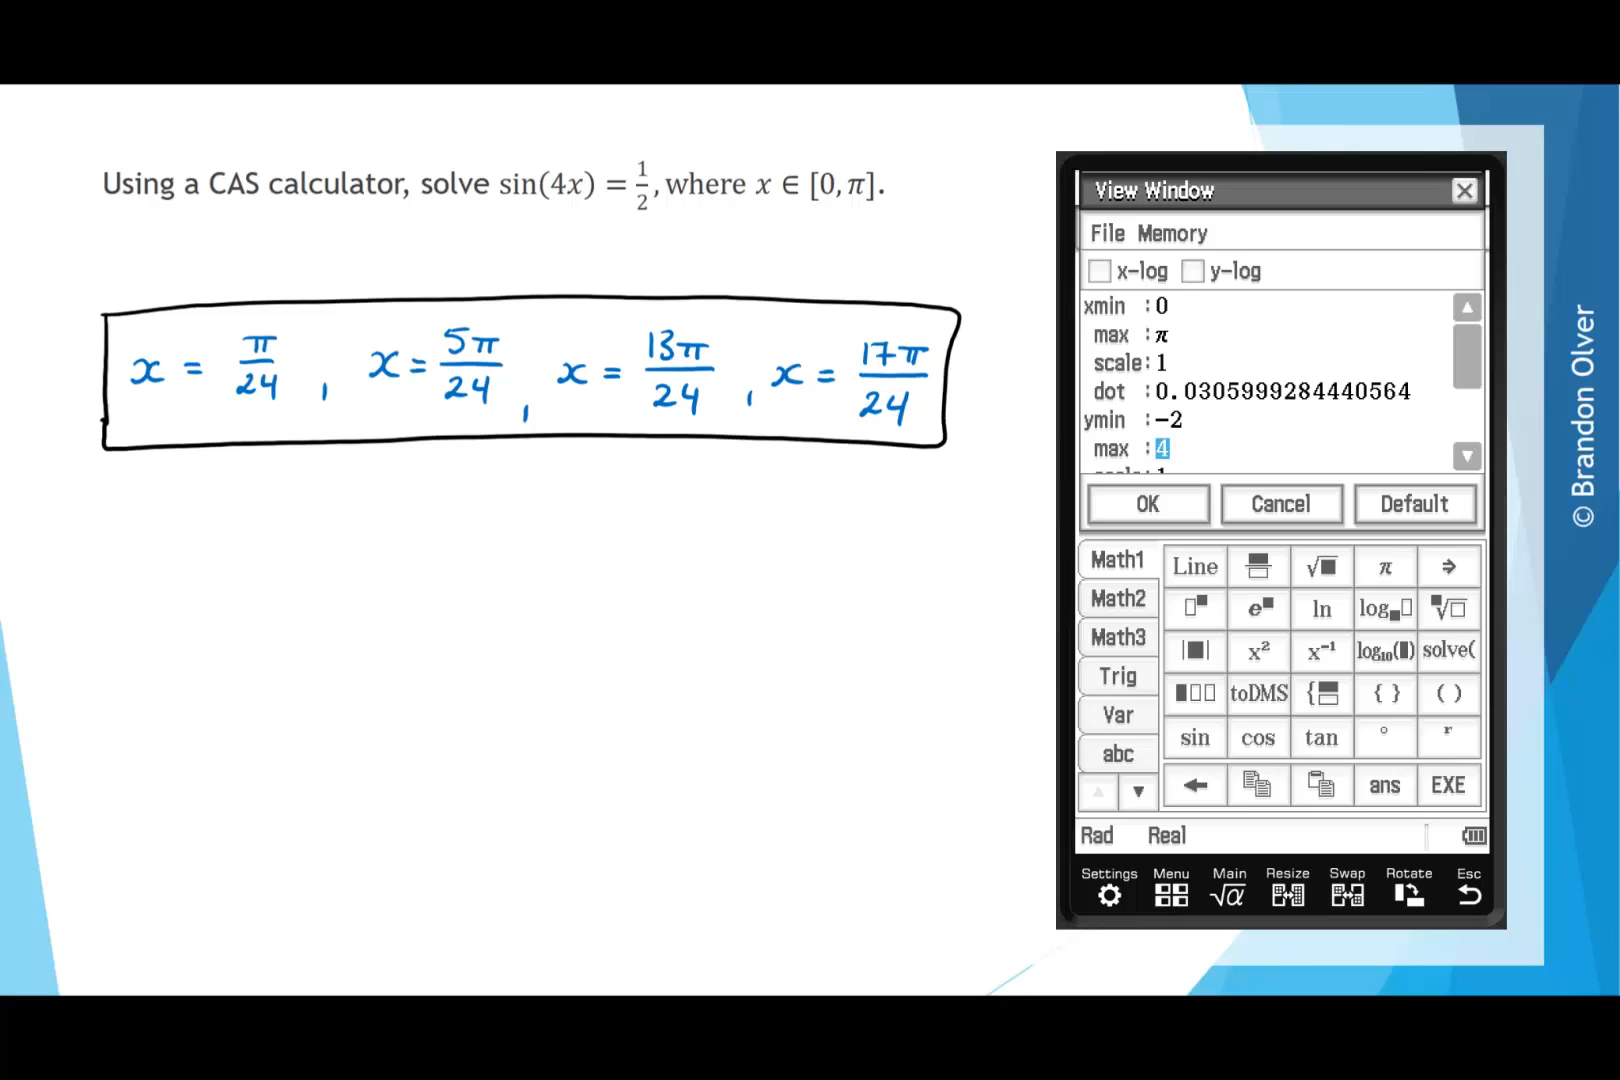 Using a CAS calculator, solve sin(4x) = 1/2, where x ∈ [0, π].
x = π/24 , x = 5π/24 , x = 13π/24 , x = 17π/24
View Window
File Memory
x-log y-log
xmin :0
max :π
scale:1
dot :0.0305999284440564
ymin :-2
max :4
scale:1
OK Cancel Default
Math1 Line √■ π ⇒
Math2 □■ e■ ln log■□ ■√□
Math3 |■| x² x⁻¹ log₁₀(■) solve(
Trig ■□□ toDMS { } ( )
Var sin cos tan ° r
abc
← ans EXE
▼
Rad Real
Settings Menu Main Resize Swap Rotate Esc
√α
© Brandon Olver